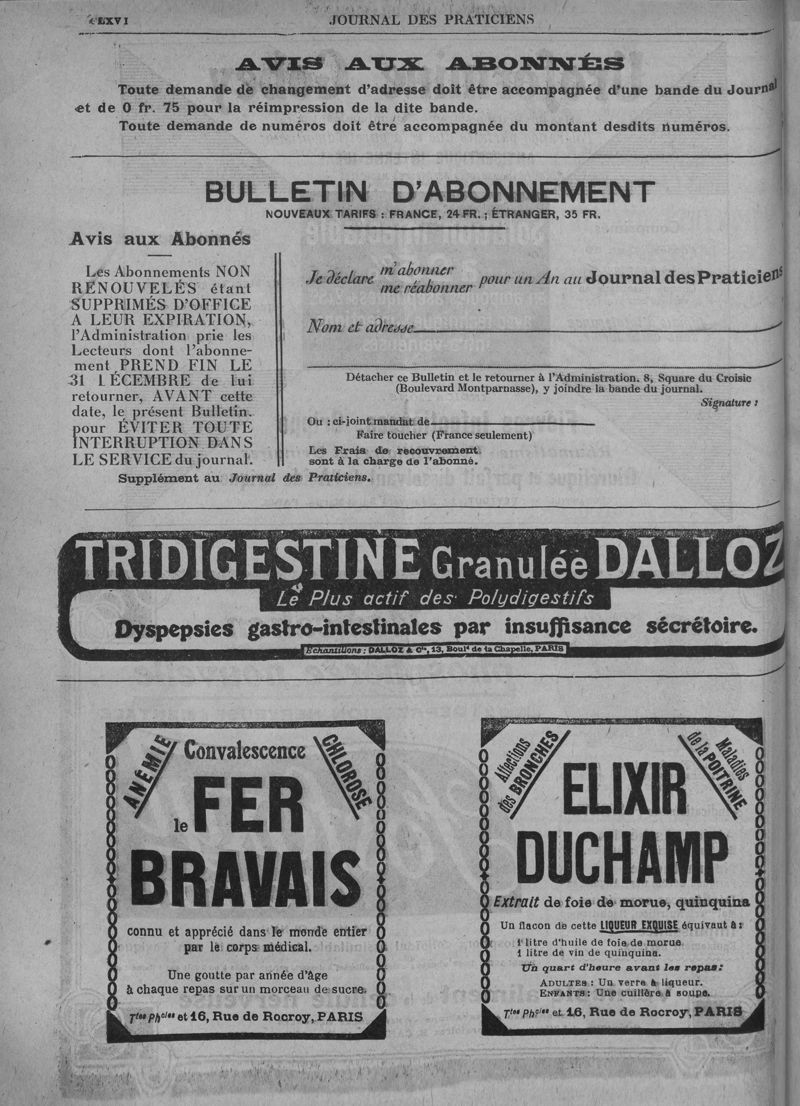 CLXVI
JOURNAL DES PRATICIENS
AVIS AUX ABONNÉS
Toute demande de changement d'adresse doit être accompagnée d'une bande du Journal
et de 0 fr. 75 pour la réimpression de la dite bande.
Toute demande de numéros doit être accompagnée du montant desdits numéros.
BULLETIN D'ABONNEMENT
NOUVEAUX TARIFS : FRANCE, 24 FR. ; ÉTRANGER, 35 FR.
Avis aux Abonnés
Les Abonnements NON
RENOUVELÉS étant
SUPPRIMÉS D'OFFICE
A LEUR EXPIRATION,
l'Administration prie les
Lecteurs dont l'abonne-
ment PREND FIN LE
31 DÉCEMBRE de lui
retourner, AVANT cette
date, le présent Bulletin.
pour ÉVITER TOUTE
INTERRUPTION DANS
LE SERVICE du journal.
Je déclare m'abonner me réabonner pour un An au Journal des Praticiens
Nom et adresse
Détacher ce Bulletin et le retourner à l'Administration. 8, Square du Croisic
(Boulevard Montparnasse), y joindre la bande du journal.
Signature :
Ou : ci-joint mandat de
Faire toucher (France seulement)
Les Frais de recouvrement
sont à la charge de l'abonné.
Supplément au Journal des Praticiens.
TRIDIGESTINE Granulée DALLOZ
Le Plus actif des Polydigestifs
Dyspepsies gastro-intestinales par insuffisance sécrétoire.
Échantillons : DALLOZ & Cie, 13, Boulᵈ de la Chapelle, PARIS
ANÉMIE
Convalescence
CHLOROSE
le FER
BRAVAIS
connu et apprécié dans le monde entier
par le corps médical.
Une goutte par année d'âge
à chaque repas sur un morceau de sucre.
Tᵗᵉˢ Phᶜⁱᵉˢ et 16, Rue de Rocroy, PARIS
Affections
des BRONCHES
Maladies
de la POITRINE
ELIXIR
DUCHAMP
Extrait de foie de morue, quinquina
Un flacon de cette LIQUEUR EXQUISE équivaut à :
1 litre d'huile de foie de morue
1 litre de vin de quinquina.
Un quart d'heure avant les repas :
ADULTES : Un verre à liqueur.
ENFANTS : Une cuillère à soupe.
Tᵗᵉˢ Phᶜⁱᵉˢ et 16, Rue de Rocroy, PARIS